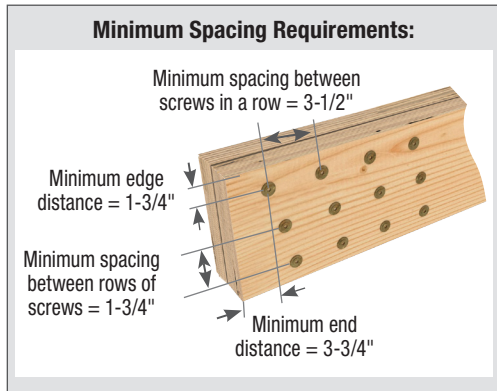 Minimum Spacing Requirements:
Minimum spacing between
screws in a row = 3-1/2"
Minimum edge
distance = 1-3/4"
Minimum spacing
between rows of
screws = 1-3/4"
Minimum end
distance = 3-3/4"